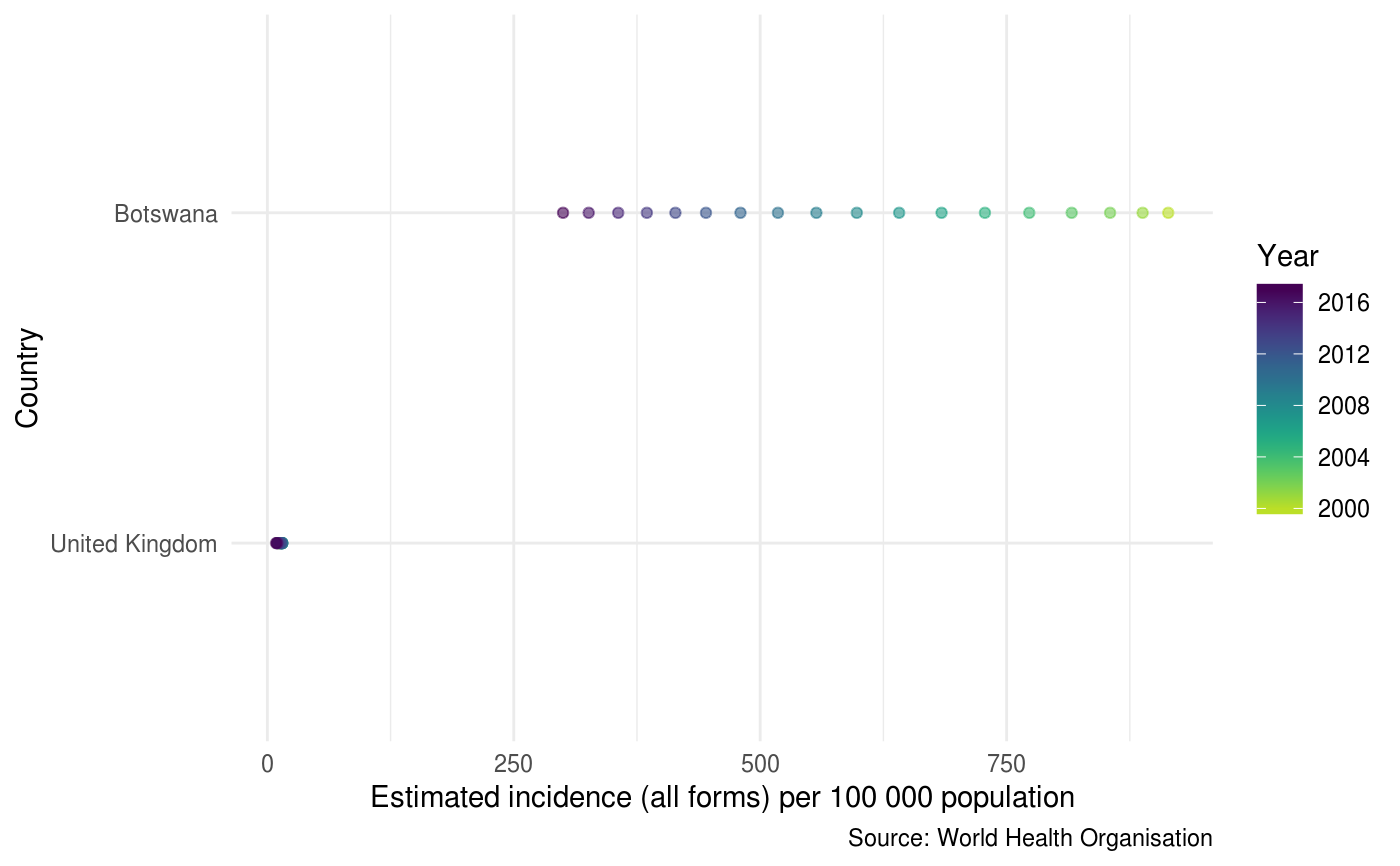 Botswana
United Kingdom
Country
0
250
500
750
Estimated incidence (all forms) per 100 000 population
Source: World Health Organisation
Year
2016
2012
2008
2004
2000